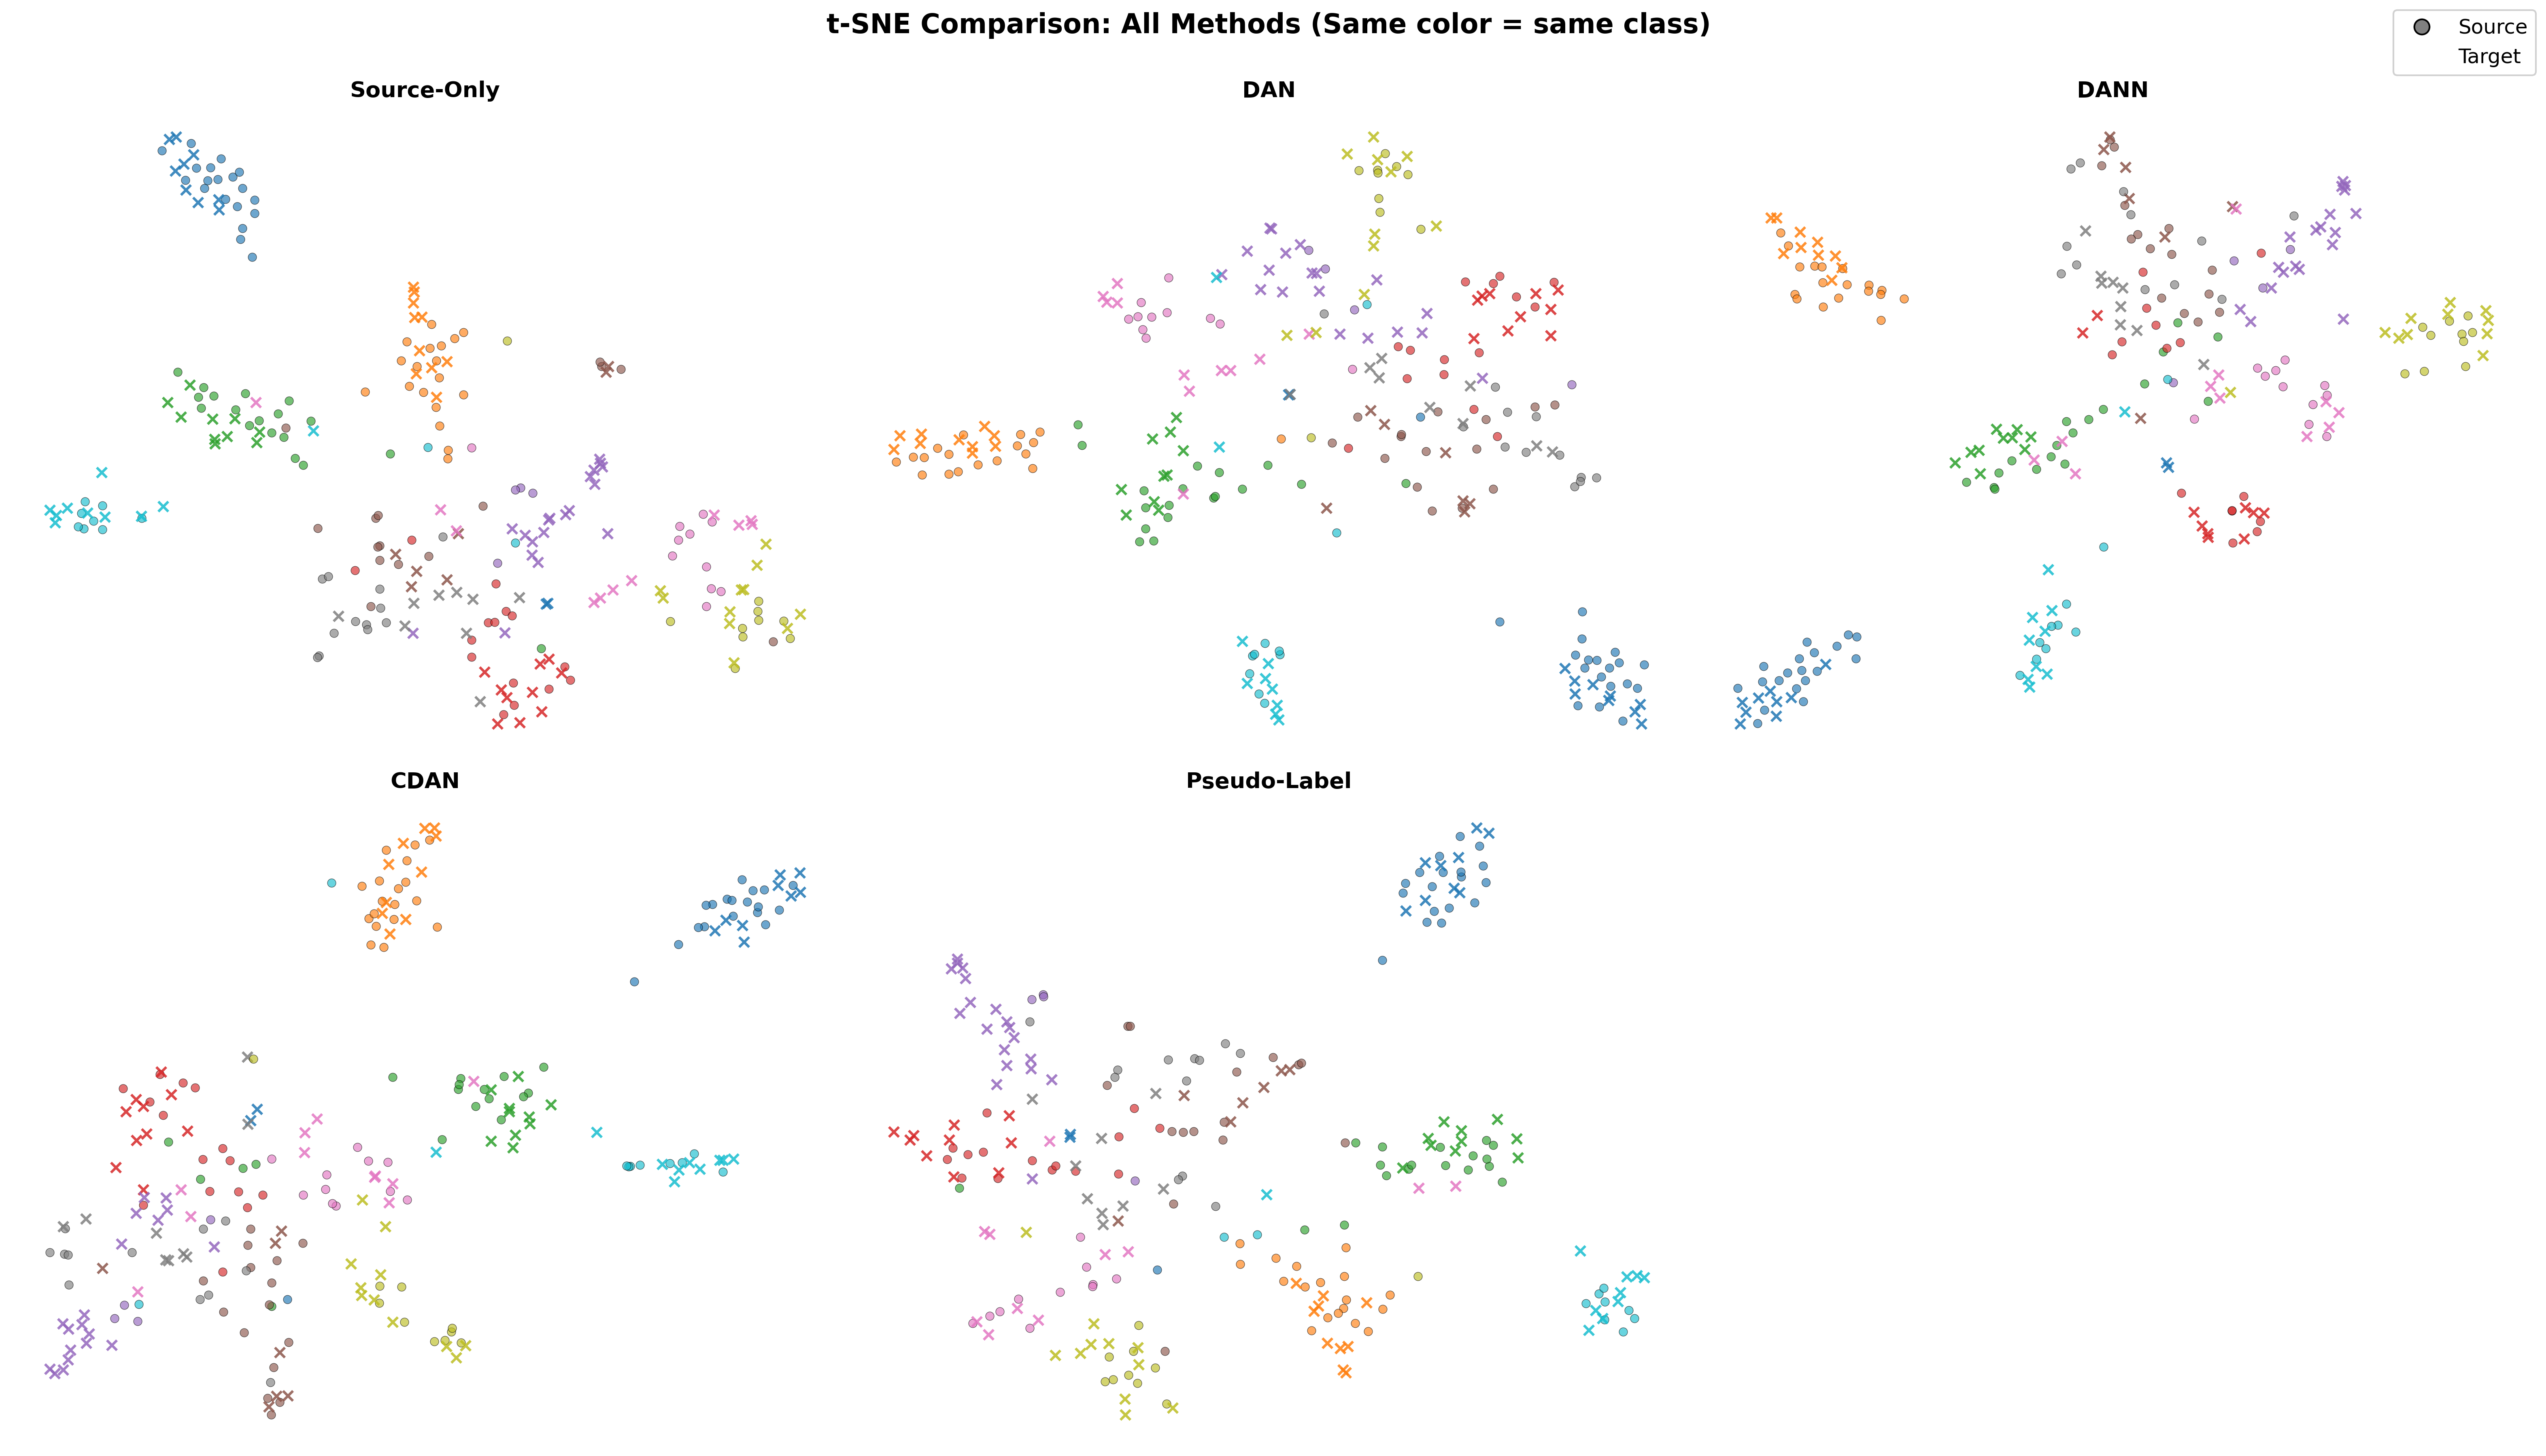 t-SNE Comparison: All Methods (Same color = same class)
Source
Target
Source-Only
DAN
DANN
CDAN
Pseudo-Label